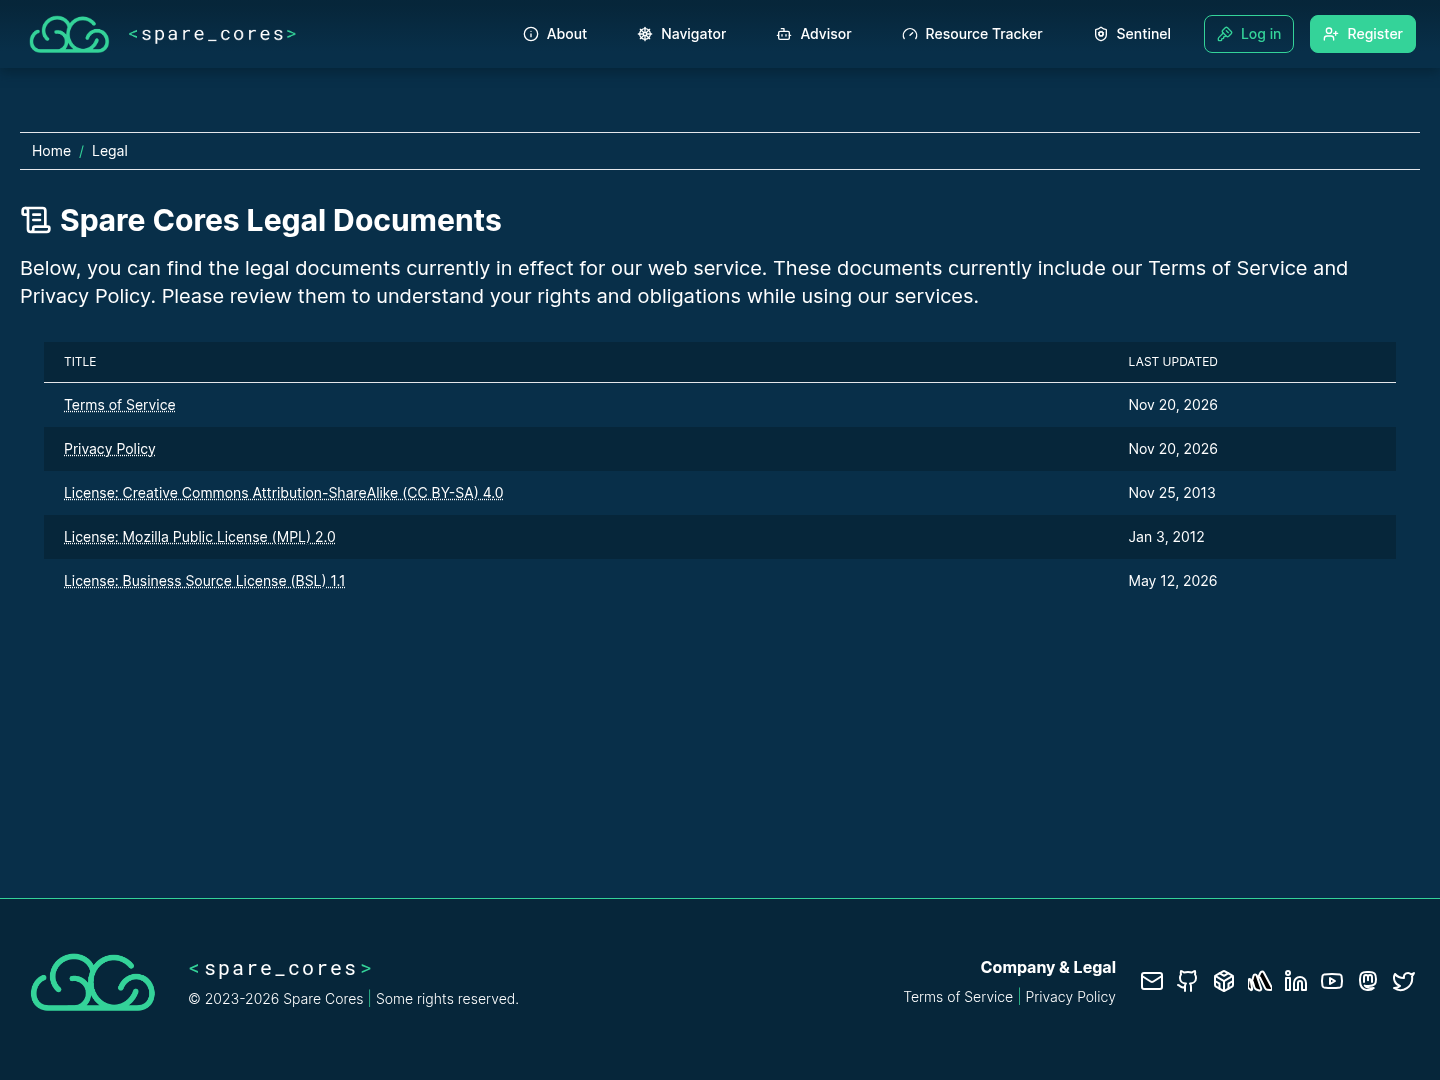 <spare_cores>
About
Navigator
Advisor
Resource Tracker
Sentinel
Log in
Register
Home / Legal
Spare Cores Legal Documents
Below, you can find the legal documents currently in effect for our web service. These documents currently include our Terms of Service and
Privacy Policy. Please review them to understand your rights and obligations while using our services.
TITLE LAST UPDATED
Terms of Service Nov 20, 2026
Privacy Policy Nov 20, 2026
License: Creative Commons Attribution-ShareAlike (CC BY-SA) 4.0 Nov 25, 2013
License: Mozilla Public License (MPL) 2.0 Jan 3, 2012
License: Business Source License (BSL) 1.1 May 12, 2026
<spare_cores>
© 2023-2026 Spare Cores | Some rights reserved.
Company & Legal
Terms of Service | Privacy Policy